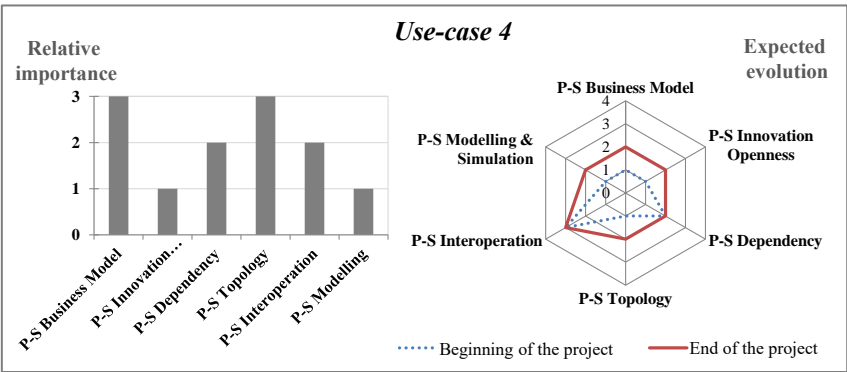 Use-case 4
Relative
importance
3
2
1
0
P-S Business Model
P-S Innovation…
P-S Dependency
P-S Topology
P-S Interoperation
P-S Modelling
Expected
evolution
P-S Business Model
4
3
2
1
0
P-S Innovation
Openness
P-S Dependency
P-S Topology
P-S Interoperation
P-S Modelling &
Simulation
Beginning of the project
End of the project